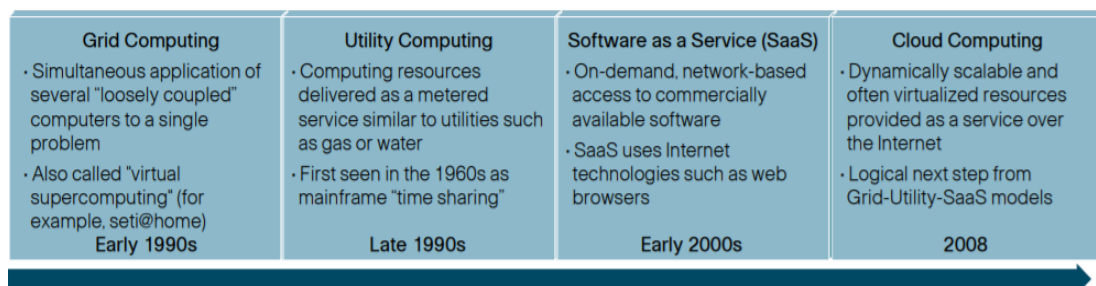 Grid Computing
· Simultaneous application of
several “loosely coupled”
computers to a single
problem
· Also called "virtual
supercomputing" (for
example, seti@home)
Early 1990s
Utility Computing
· Computing resources
delivered as a metered
service similar to utilities such
as gas or water
· First seen in the 1960s as
mainframe “time sharing”
Late 1990s
Software as a Service (SaaS)
· On-demand, network-based
access to commercially
available software
· SaaS uses Internet
technologies such as web
browsers
Early 2000s
Cloud Computing
· Dynamically scalable and
often virtualized resources
provided as a service over
the Internet
· Logical next step from
Grid-Utility-SaaS models
2008